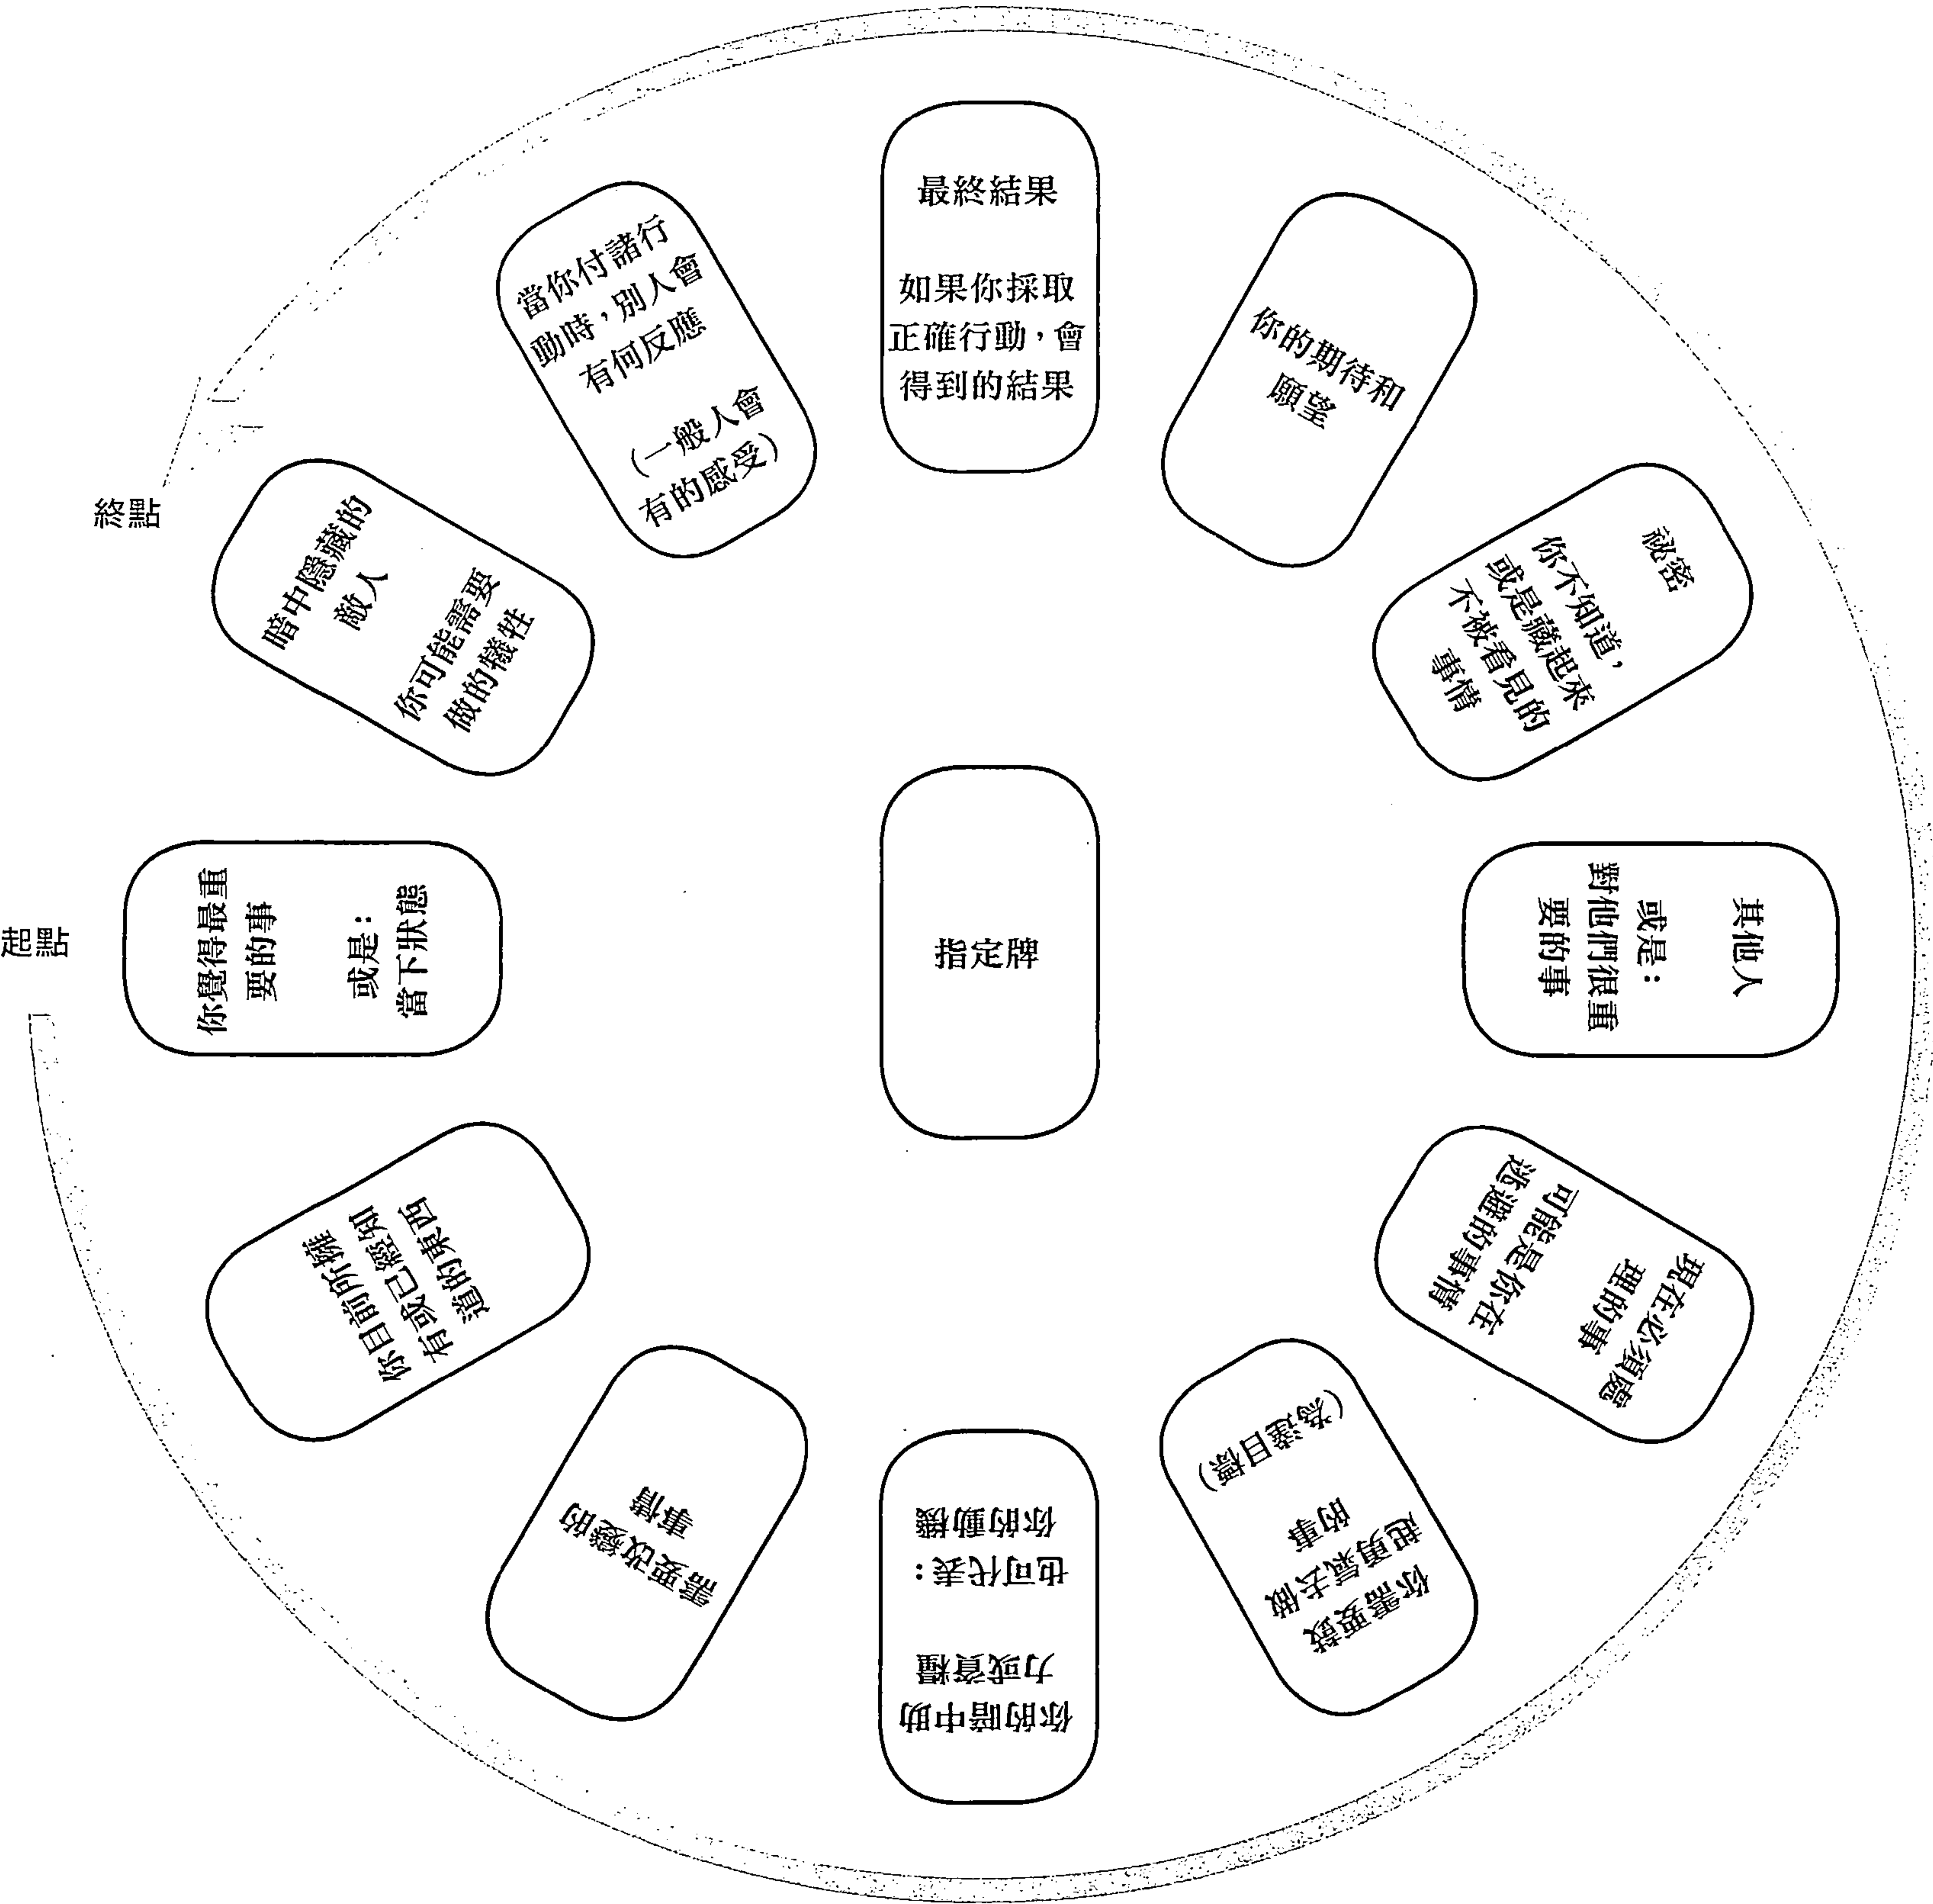 起點
你覺得最重
要的事
或是：
當下狀態
你目前所擁
有或已經知
道的東西
需要改變的
事情
你的暗中助
力或資糧
也可代表：
你的動機
你需要鼓
起勇氣去做
的事
（為達目標）
現在必須處
理的事
可能是你在
逃避的事情
其他人
或是：
對他們很重
要的事
祕密
你不知道，
或是藏起來
不被看見的
事情
你的期待和
願望
最終結果
如果你採取
正確行動，會
得到的結果
當你付諸行
動時，別人會
有何反應
（一般人會
有的感受）
暗中隱藏的
敵人
你可能需要
做的犧牲
終點
指定牌